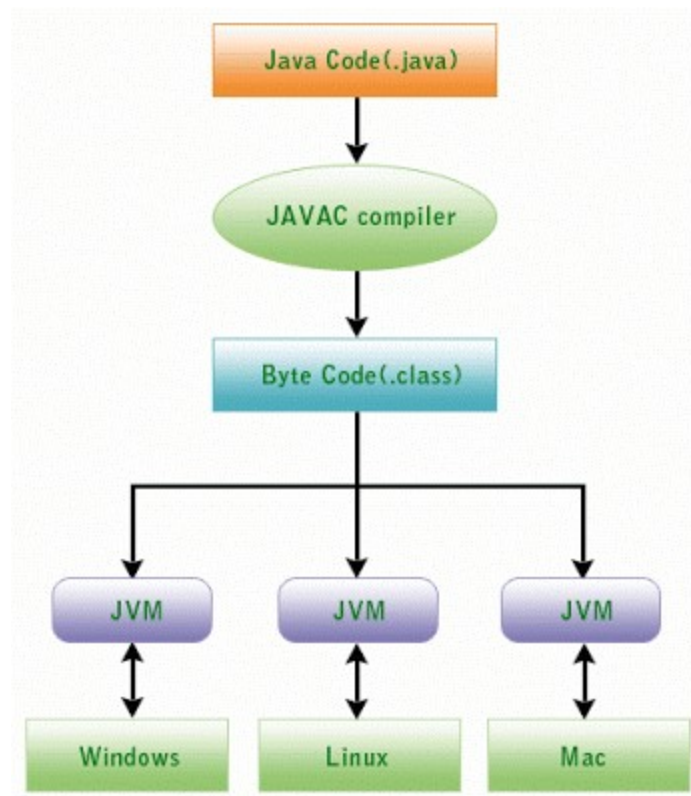 Java Code(.java)
JAVAC compiler
Byte Code(.class)
JVM
JVM
JVM
Windows
Linux
Mac